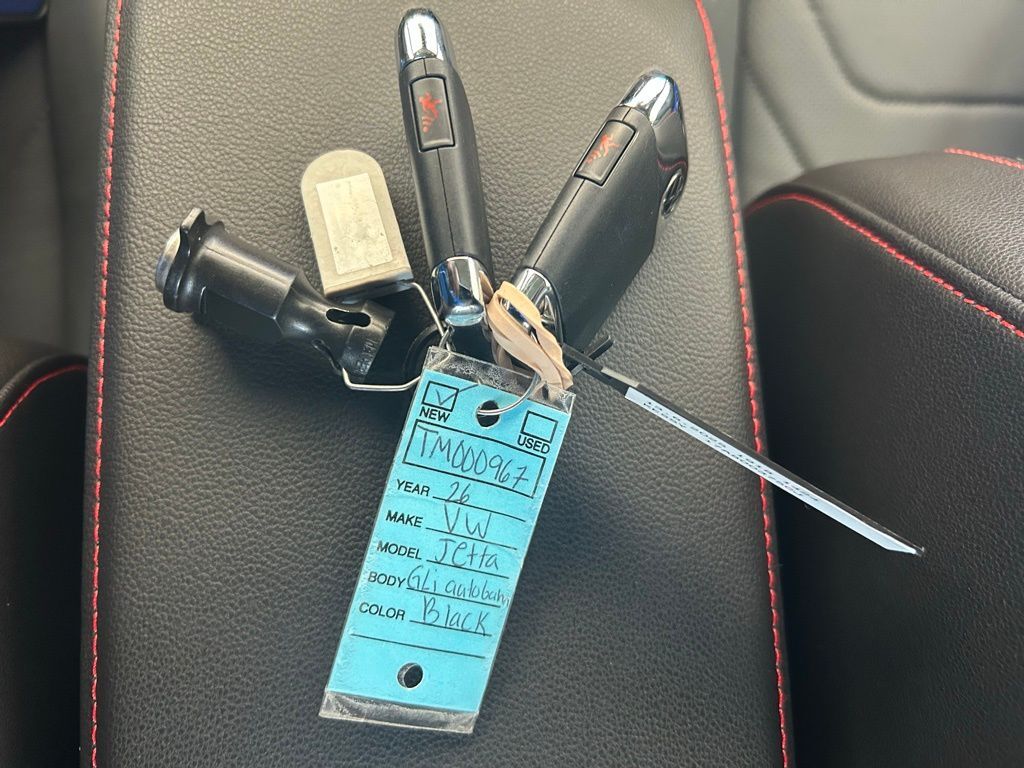 NEW
USED
TM000967
YEAR 26
MAKE VW
MODEL Jetta
BODY GLi autobahn
COLOR Black